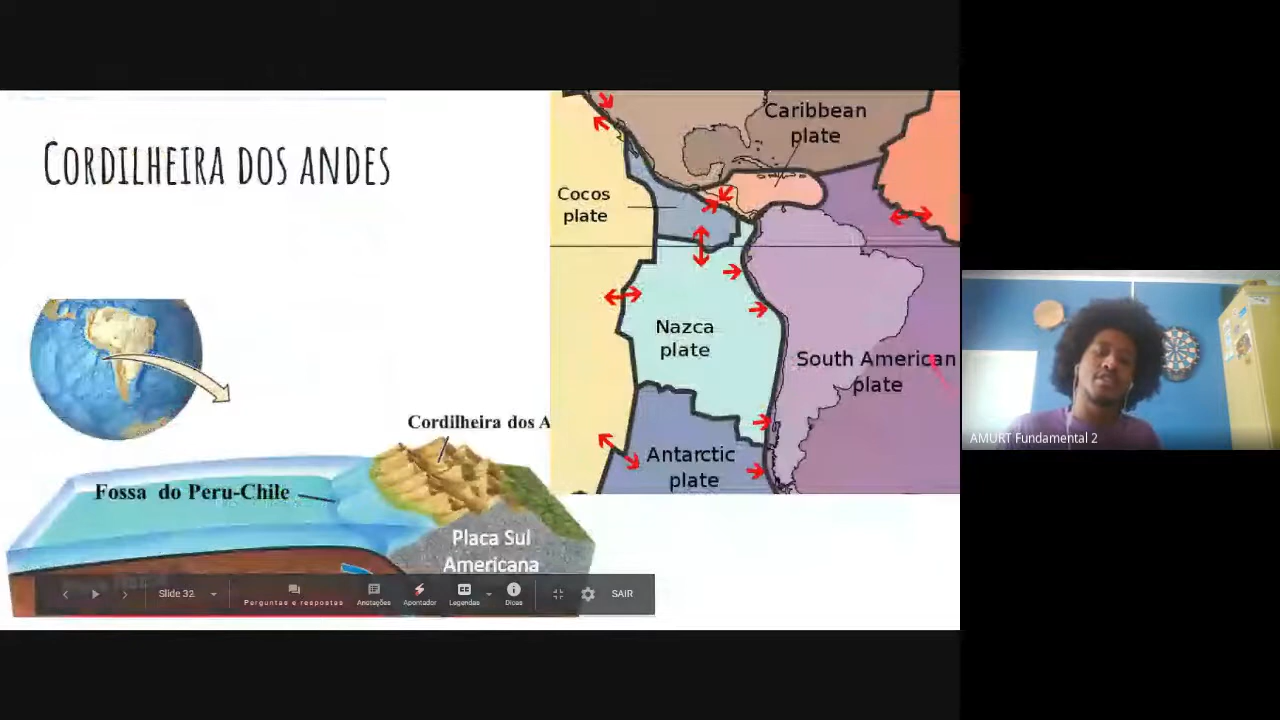 CORDILHEIRA DOS ANDES
Caribbean
plate
Cocos
plate
Nazca
plate
South American
plate
Antarctic
plate
Cordilheira dos A
Fossa do Peru-Chile
Placa Sul
Americana
Slide 32
Perguntas e respostas
Anotações
Apontador
Legendas
Dicas
SAIR
AMURT Fundamental 2